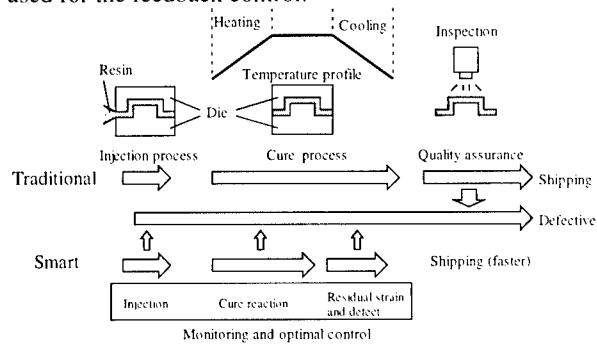 used for the feedback control.
Heating
Cooling
Inspection
Resin
Temperature profile
Die
Injection process
Cure process
Quality assurance
Traditional
Shipping
Defective
Smart
Shipping (faster)
Injection
Cure reaction
Residual strain
and detect
Monitoring and optimal control